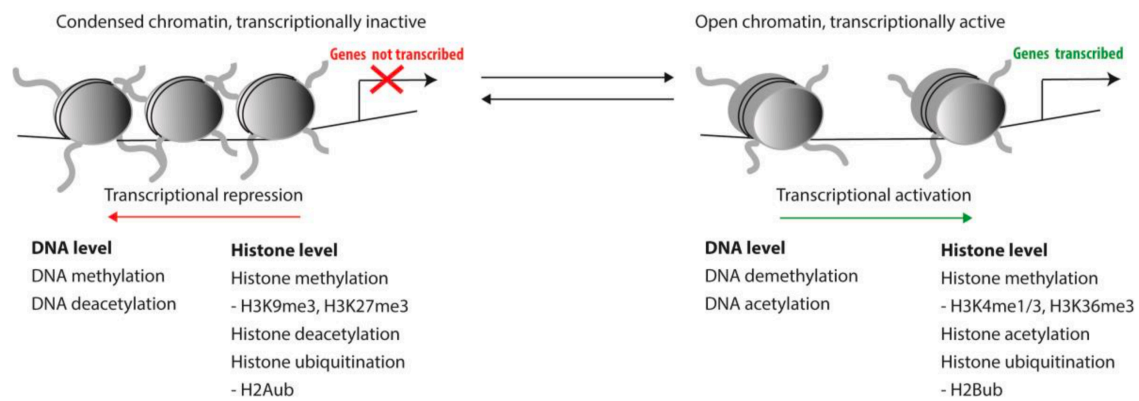 Condensed chromatin, transcriptionally inactive
Genes not transcribed
Transcriptional repression
DNA level
DNA methylation
DNA deacetylation
Histone level
Histone methylation
- H3K9me3, H3K27me3
Histone deacetylation
Histone ubiquitination
- H2Aub
Open chromatin, transcriptionally active
Genes transcribed
Transcriptional activation
DNA level
DNA demethylation
DNA acetylation
Histone level
Histone methylation
- H3K4me1/3, H3K36me3
Histone acetylation
Histone ubiquitination
- H2Bub